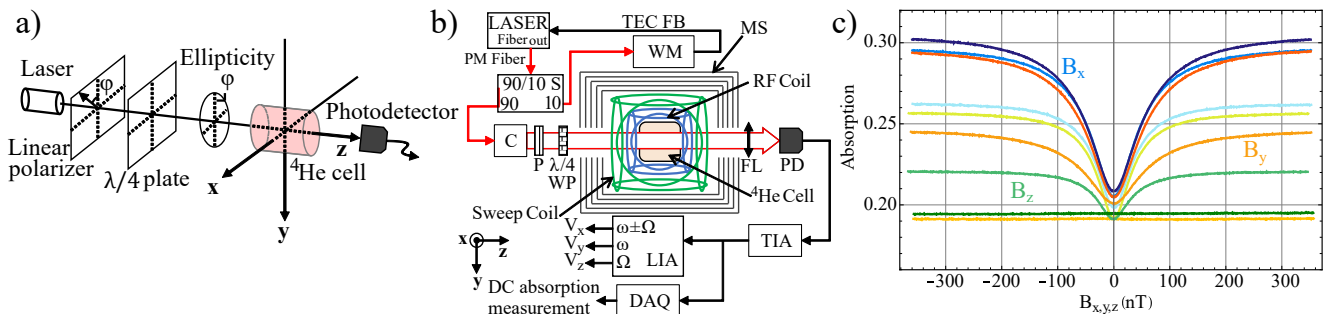 a)
Laser
φ
Ellipticity
φ
Photodetector
Linear
polarizer
λ/4 plate
x
y
z
⁴He cell
b)
LASER
Fiber out
TEC FB
PM Fiber
WM
MS
90/10 S
90 10
RF Coil
C
P
λ/4
WP
FL
PD
⁴He Cell
Sweep Coil
Vx
Vy
Vz
ω±Ω
ω
Ω
LIA
TIA
x
z
y
DC absorption
measurement
DAQ
c)
Absorption
0.30
0.25
0.20
Bx
By
Bz
−300 −200 −100 0 100 200 300
Bx,y,z (nT)